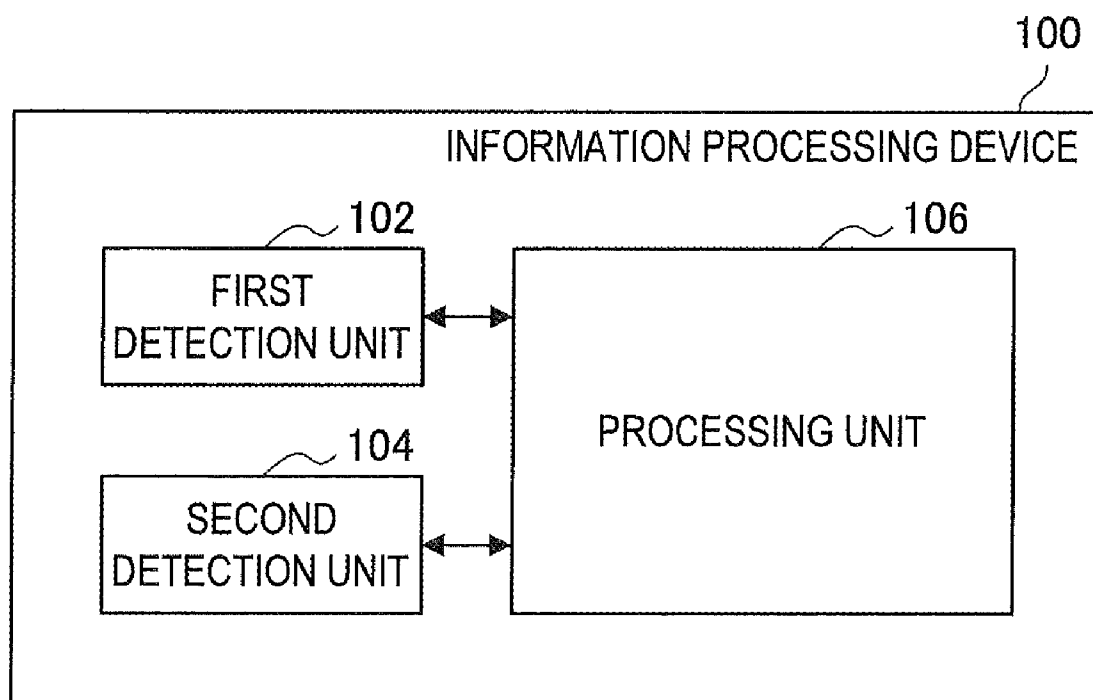 100
INFORMATION PROCESSING DEVICE
102
FIRST
DETECTION UNIT
106
PROCESSING UNIT
104
SECOND
DETECTION UNIT